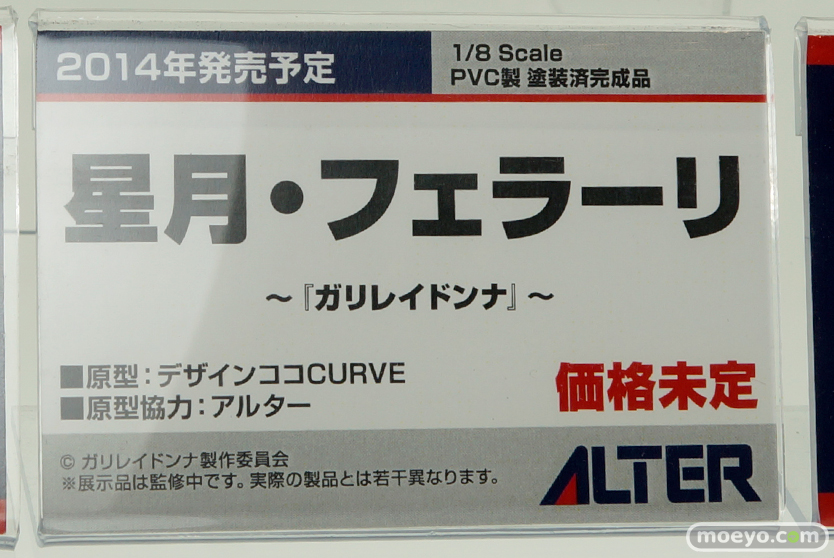 2014年発売予定
1/8 Scale
PVC製 塗装済完成品
星月・フェラーリ
～『ガリレイドンナ』～
■原型：デザインココCURVE
■原型協力：アルター
価格未定
© ガリレイドンナ製作委員会
※展示品は監修中です。実際の製品とは若干異なります。
ALTER
moeyo.com